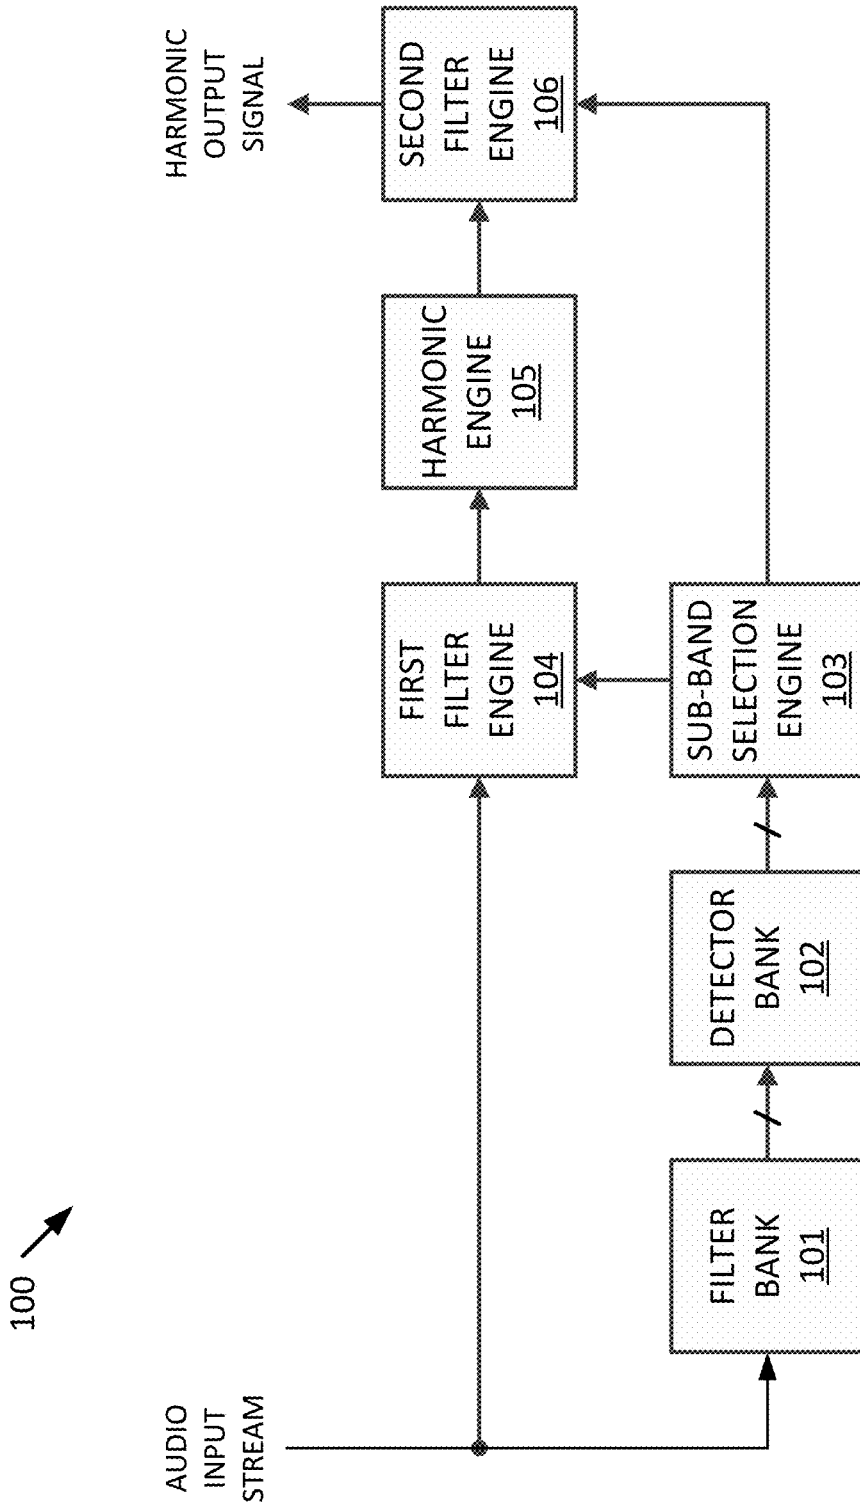 100
AUDIO
INPUT
STREAM
FILTER
BANK
101
DETECTOR
BANK
102
SUB-BAND
SELECTION
ENGINE
103
FIRST
FILTER
ENGINE
104
HARMONIC
ENGINE
105
SECOND
FILTER
ENGINE
106
HARMONIC
OUTPUT
SIGNAL